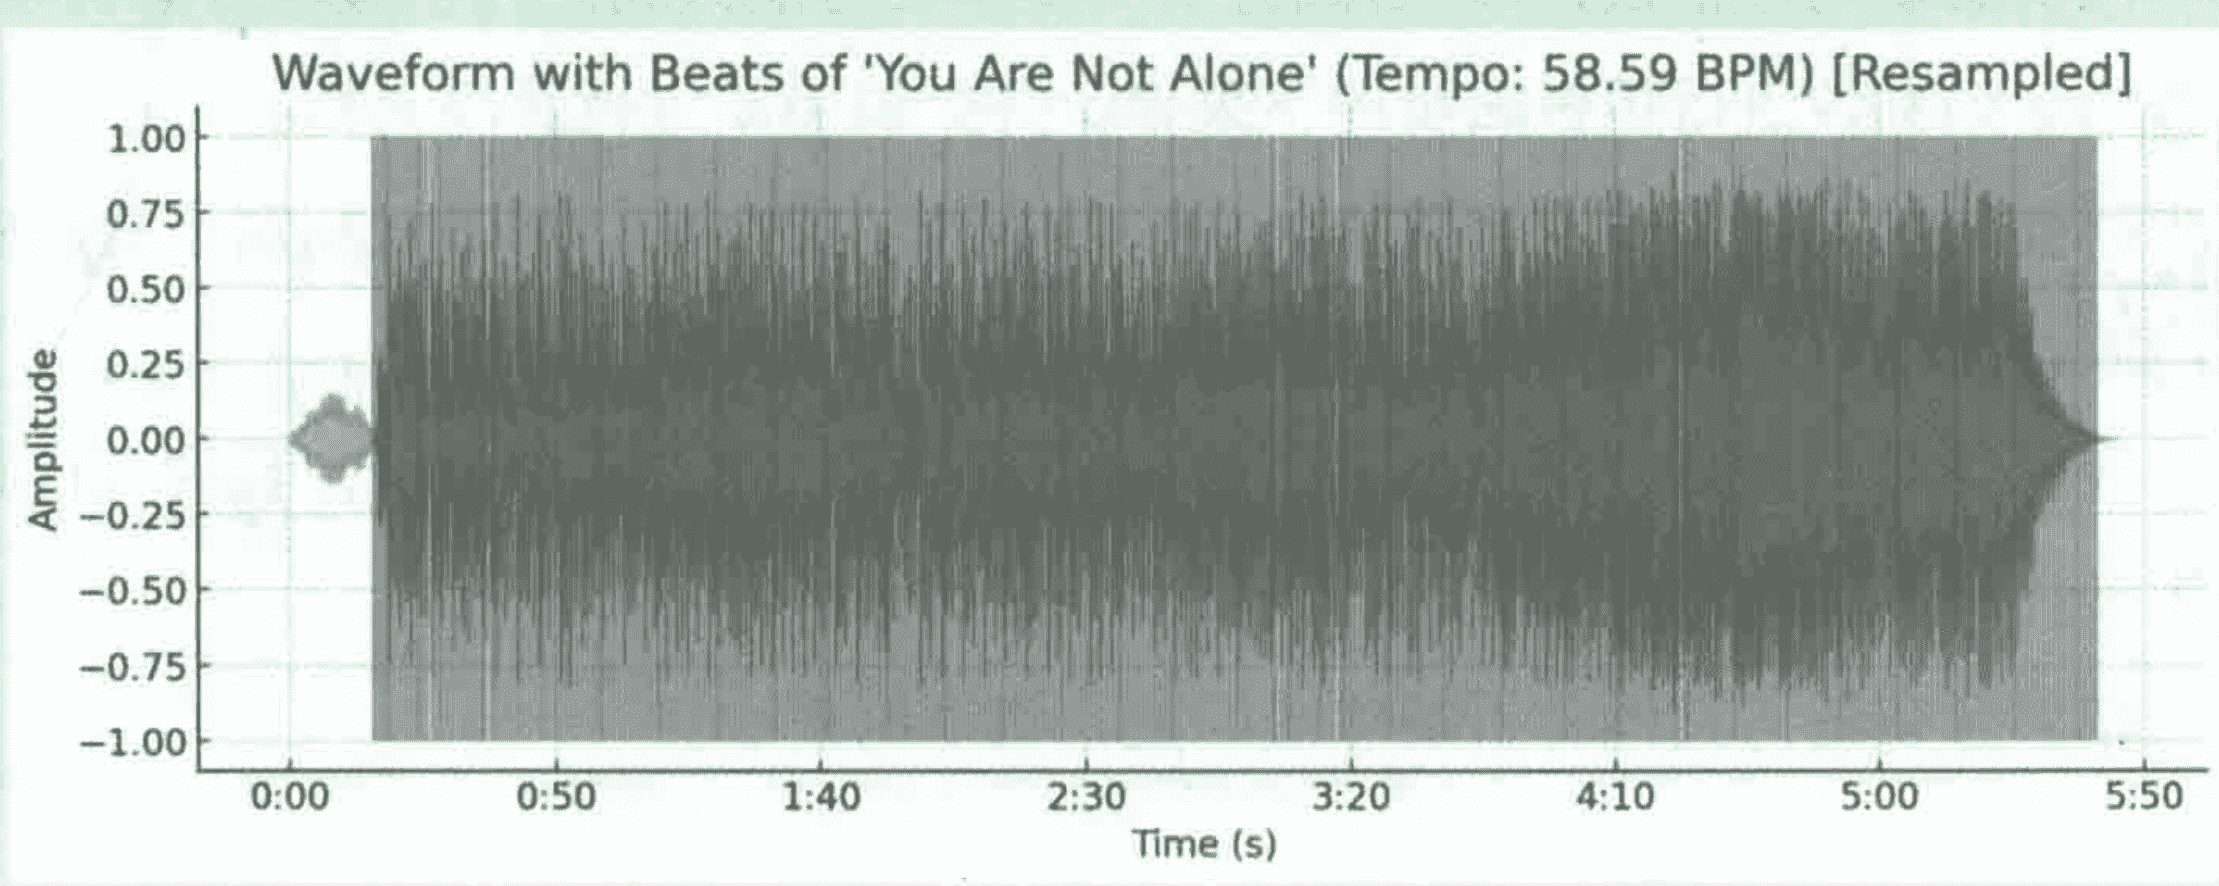 Waveform with Beats of 'You Are Not Alone' (Tempo: 58.59 BPM) [Resampled]
1.00
0.75
0.50
0.25
0.00
−0.25
−0.50
−0.75
−1.00
Amplitude
0:00 0:50 1:40 2:30 3:20 4:10 5:00 5:50
Time (s)